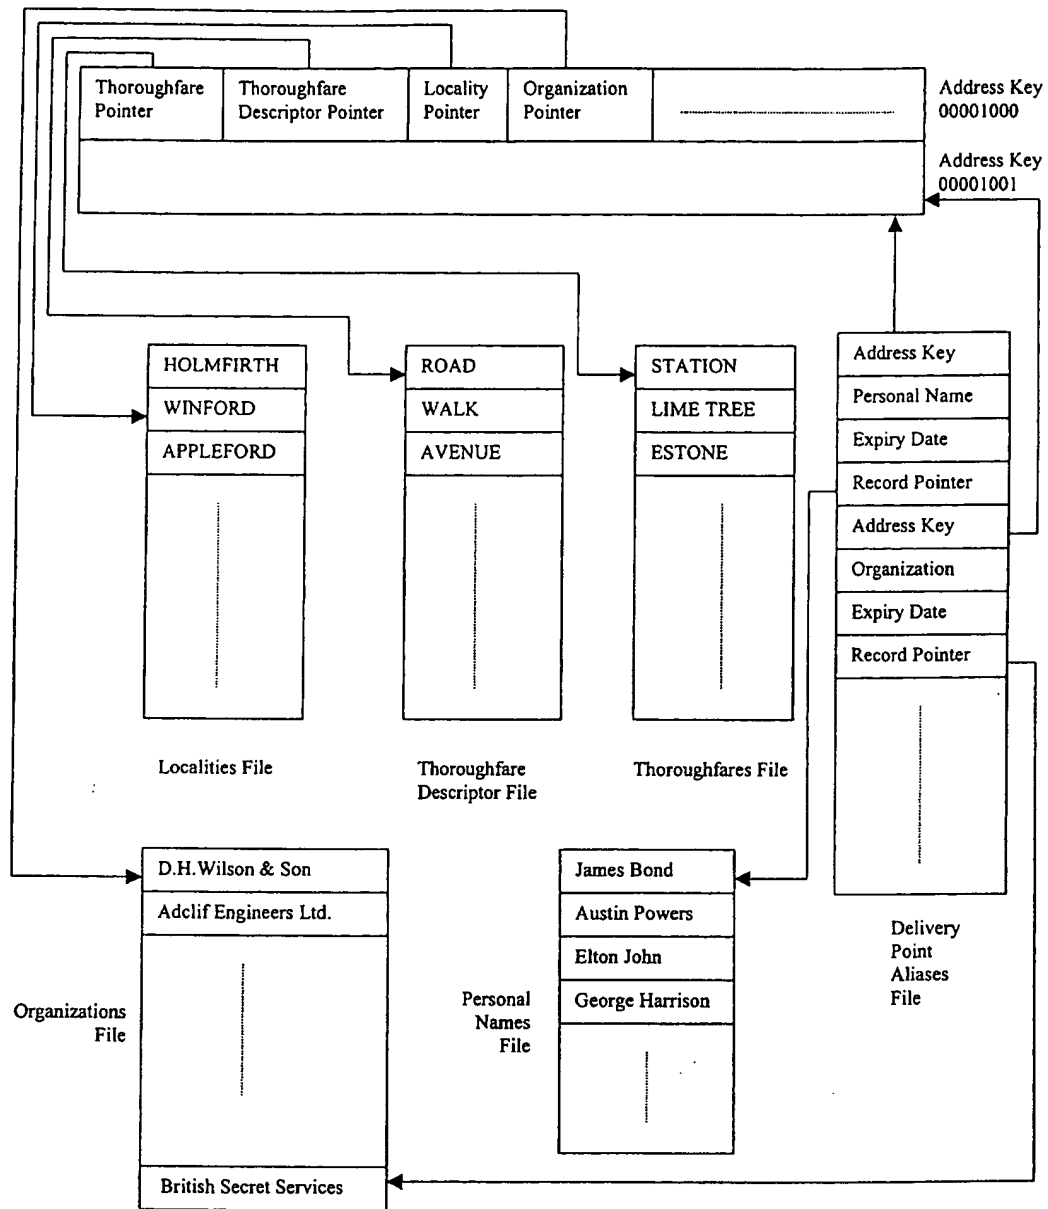 Thoroughfare
Pointer
Thoroughfare
Descriptor Pointer
Locality
Pointer
Organization
Pointer
Address Key
00001000
Address Key
00001001
HOLMFIRTH
WINFORD
APPLEFORD
Localities File
ROAD
WALK
AVENUE
Thoroughfare
Descriptor File
STATION
LIME TREE
ESTONE
Thoroughfares File
Address Key
Personal Name
Expiry Date
Record Pointer
Address Key
Organization
Expiry Date
Record Pointer
Delivery
Point
Aliases
File
D.H.Wilson & Son
Adclif Engineers Ltd.
British Secret Services
Organizations
File
James Bond
Austin Powers
Elton John
George Harrison
Personal
Names
File